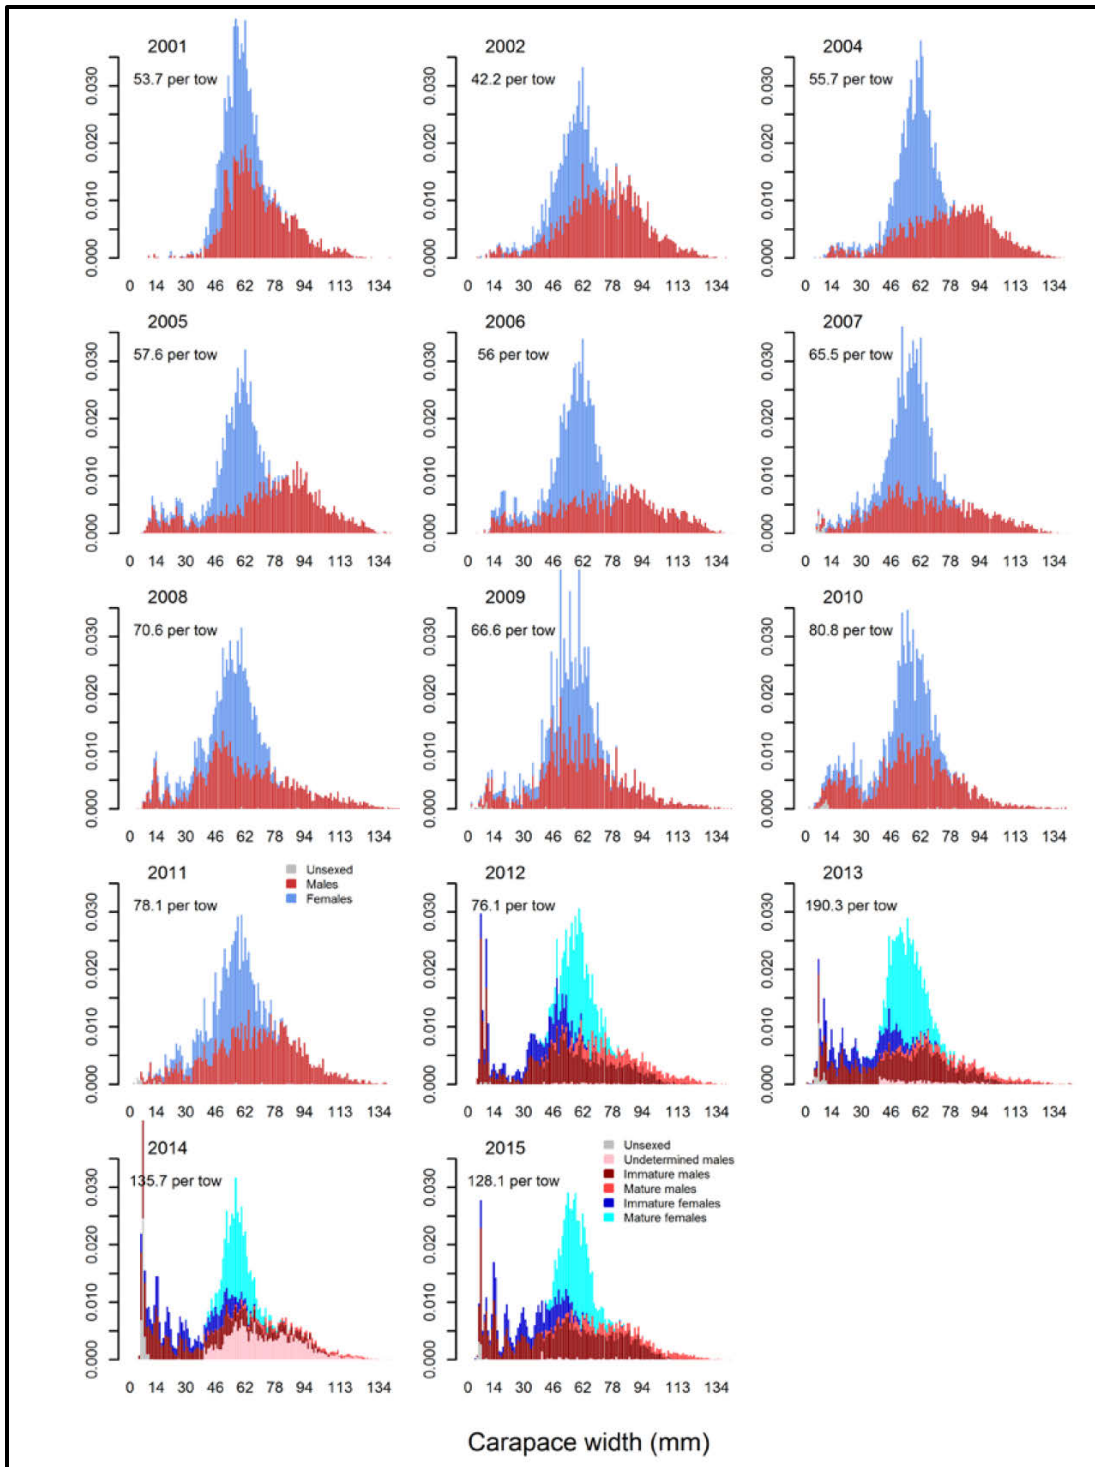 2001
53.7 per tow
0.000 0.010 0.020 0.030
0 14 30 46 62 78 94 113 134
2002
42.2 per tow
0.000 0.010 0.020 0.030
0 14 30 46 62 78 94 113 134
2004
55.7 per tow
0.000 0.010 0.020 0.030
0 14 30 46 62 78 94 113 134
2005
57.6 per tow
0.000 0.010 0.020 0.030
0 14 30 46 62 78 94 113 134
2006
56 per tow
0.000 0.010 0.020 0.030
0 14 30 46 62 78 94 113 134
2007
65.5 per tow
0.000 0.010 0.020 0.030
0 14 30 46 62 78 94 113 134
2008
70.6 per tow
0.000 0.010 0.020 0.030
0 14 30 46 62 78 94 113 134
2009
66.6 per tow
0.000 0.010 0.020 0.030
0 14 30 46 62 78 94 113 134
2010
80.8 per tow
0.000 0.010 0.020 0.030
0 14 30 46 62 78 94 113 134
2011
78.1 per tow
Unsexed
Males
Females
0.000 0.010 0.020 0.030
0 14 30 46 62 78 94 113 134
2012
76.1 per tow
0.000 0.010 0.020 0.030
0 14 30 46 62 78 94 113 134
2013
190.3 per tow
0.000 0.010 0.020 0.030
0 14 30 46 62 78 94 113 134
2014
135.7 per tow
0.000 0.010 0.020 0.030
0 14 30 46 62 78 94 113 134
2015
128.1 per tow
Unsexed
Undetermined males
Immature males
Mature males
Immature females
Mature females
0.000 0.010 0.020 0.030
0 14 30 46 62 78 94 113 134
Carapace width (mm)